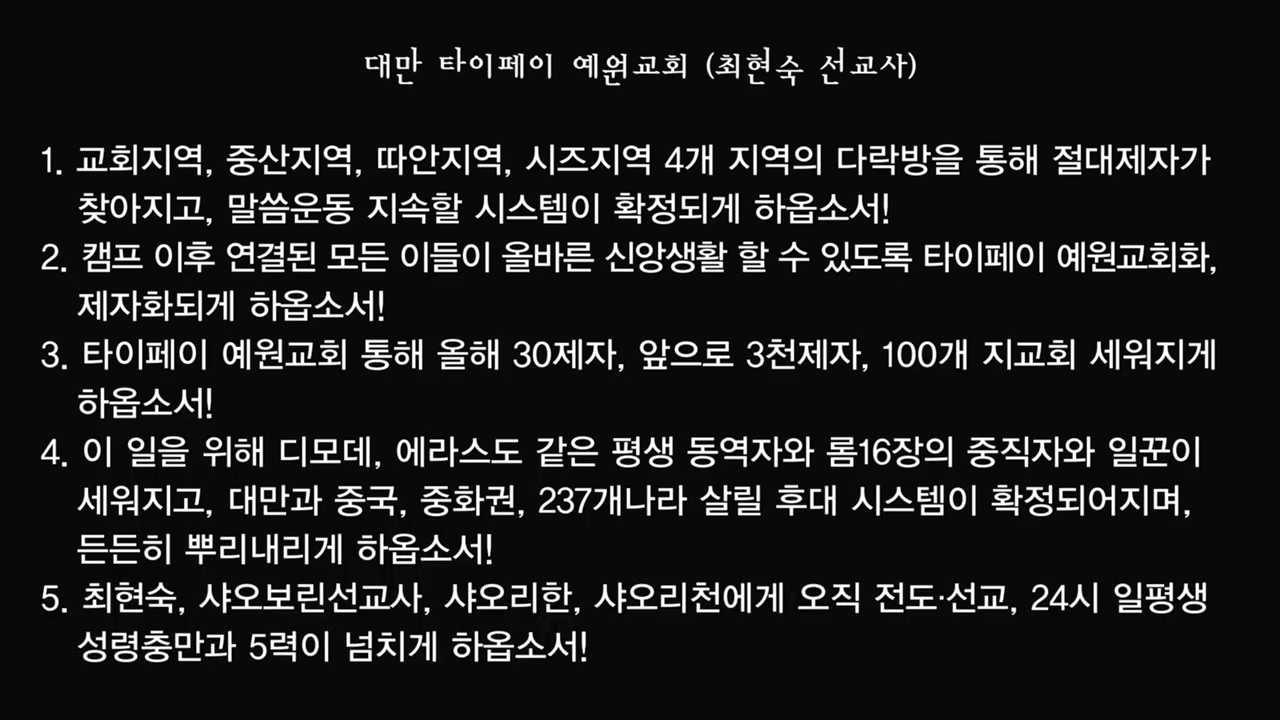 대만 타이페이 예원교회 (최현숙 선교사)
1. 교회지역, 중산지역, 따안지역, 시즈지역 4개 지역의 다락방을 통해 절대제자가
찾아지고, 말씀운동 지속할 시스템이 확정되게 하옵소서!
2. 캠프 이후 연결된 모든 이들이 올바른 신앙생활 할 수 있도록 타이페이 예원교회화,
제자화되게 하옵소서!
3. 타이페이 예원교회 통해 올해 30제자, 앞으로 3천제자, 100개 지교회 세워지게
하옵소서!
4. 이 일을 위해 디모데, 에라스도 같은 평생 동역자와 롬16장의 중직자와 일꾼이
세워지고, 대만과 중국, 중화권, 237개나라 살릴 후대 시스템이 확정되어지며,
든든히 뿌리내리게 하옵소서!
5. 최현숙, 샤오보린선교사, 샤오리한, 샤오리천에게 오직 전도·선교, 24시 일평생
성령충만과 5력이 넘치게 하옵소서!